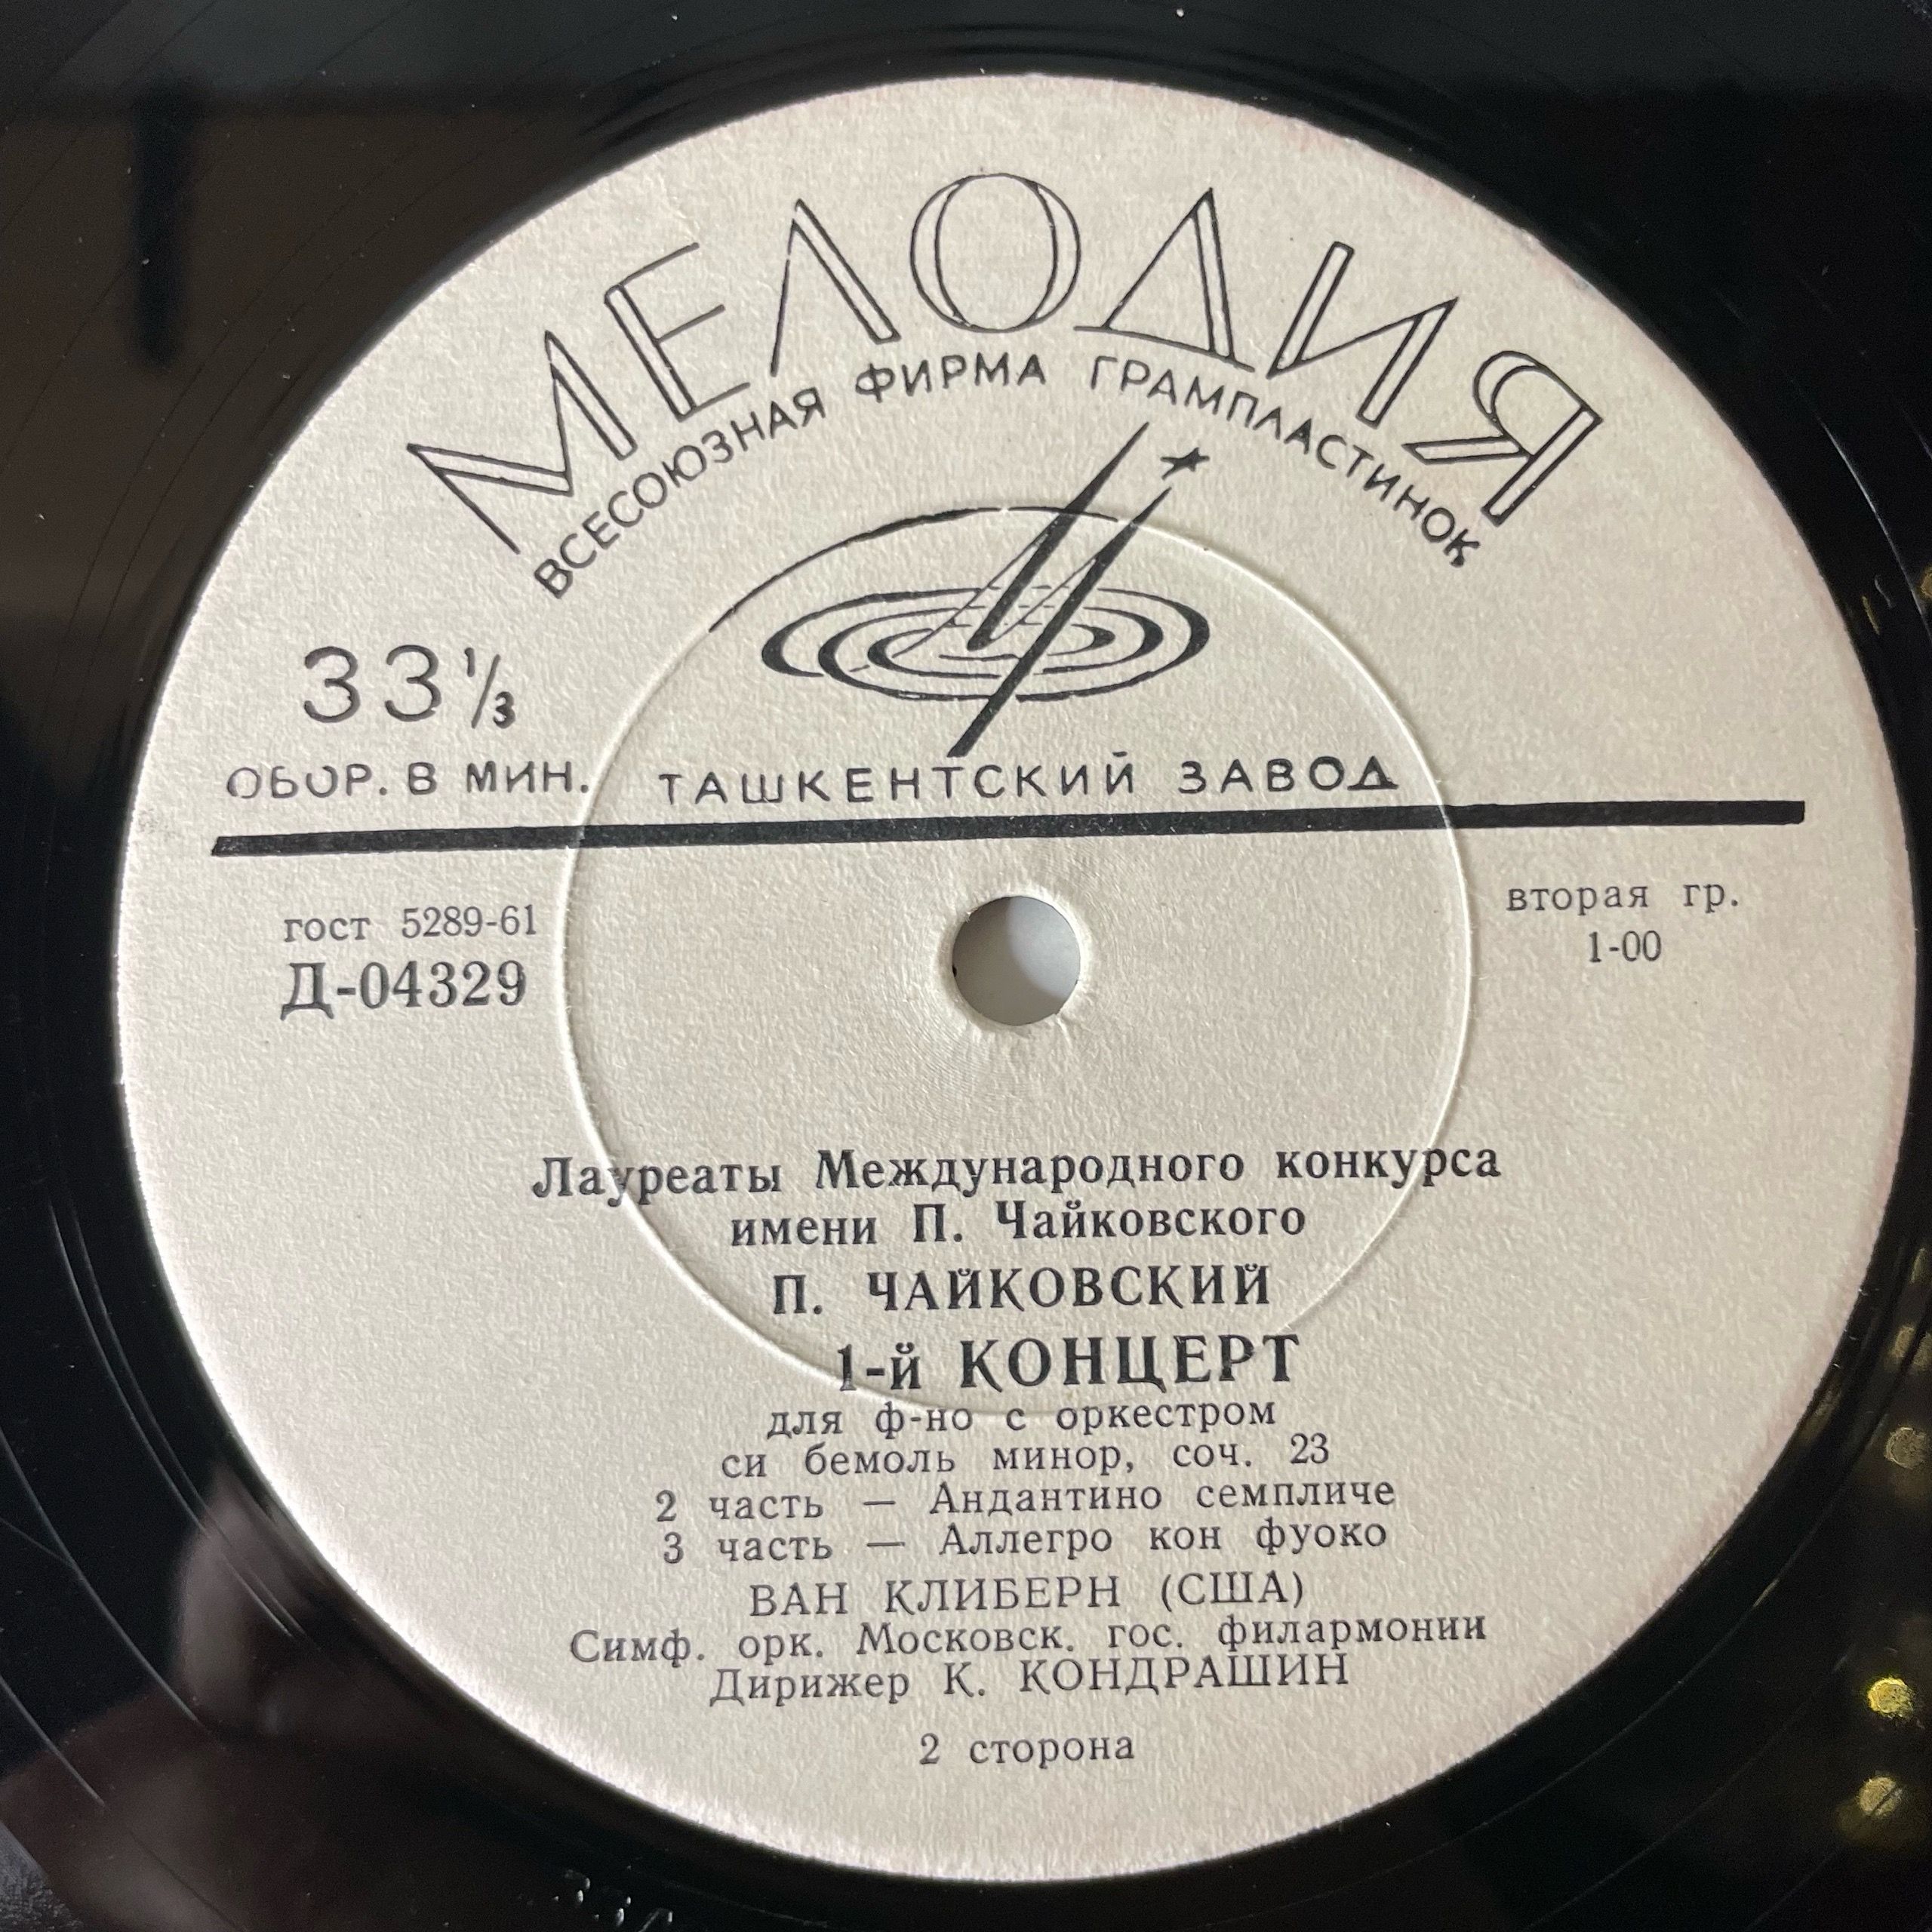 МЕЛОДИЯ
ВСЕСОЮЗНАЯ ФИРМА ГРАМПЛАСТИНОК
33⅓
ОБОР. В МИН.
ТАШКЕНТСКИЙ ЗАВОД
гост 5289-61
Д-04329
вторая гр.
1-00
Лауреаты Международного конкурса
имени П. Чайковского
П. ЧАЙКОВСКИЙ
1-й КОНЦЕРТ
для ф-но с оркестром
си бемоль минор, соч. 23
2 часть — Андантино семпличе
3 часть — Аллегро кон фуоко
ВАН КЛИБЕРН (США)
Симф. орк. Московск. гос. филармонии
Дирижер К. КОНДРАШИН
2 сторона